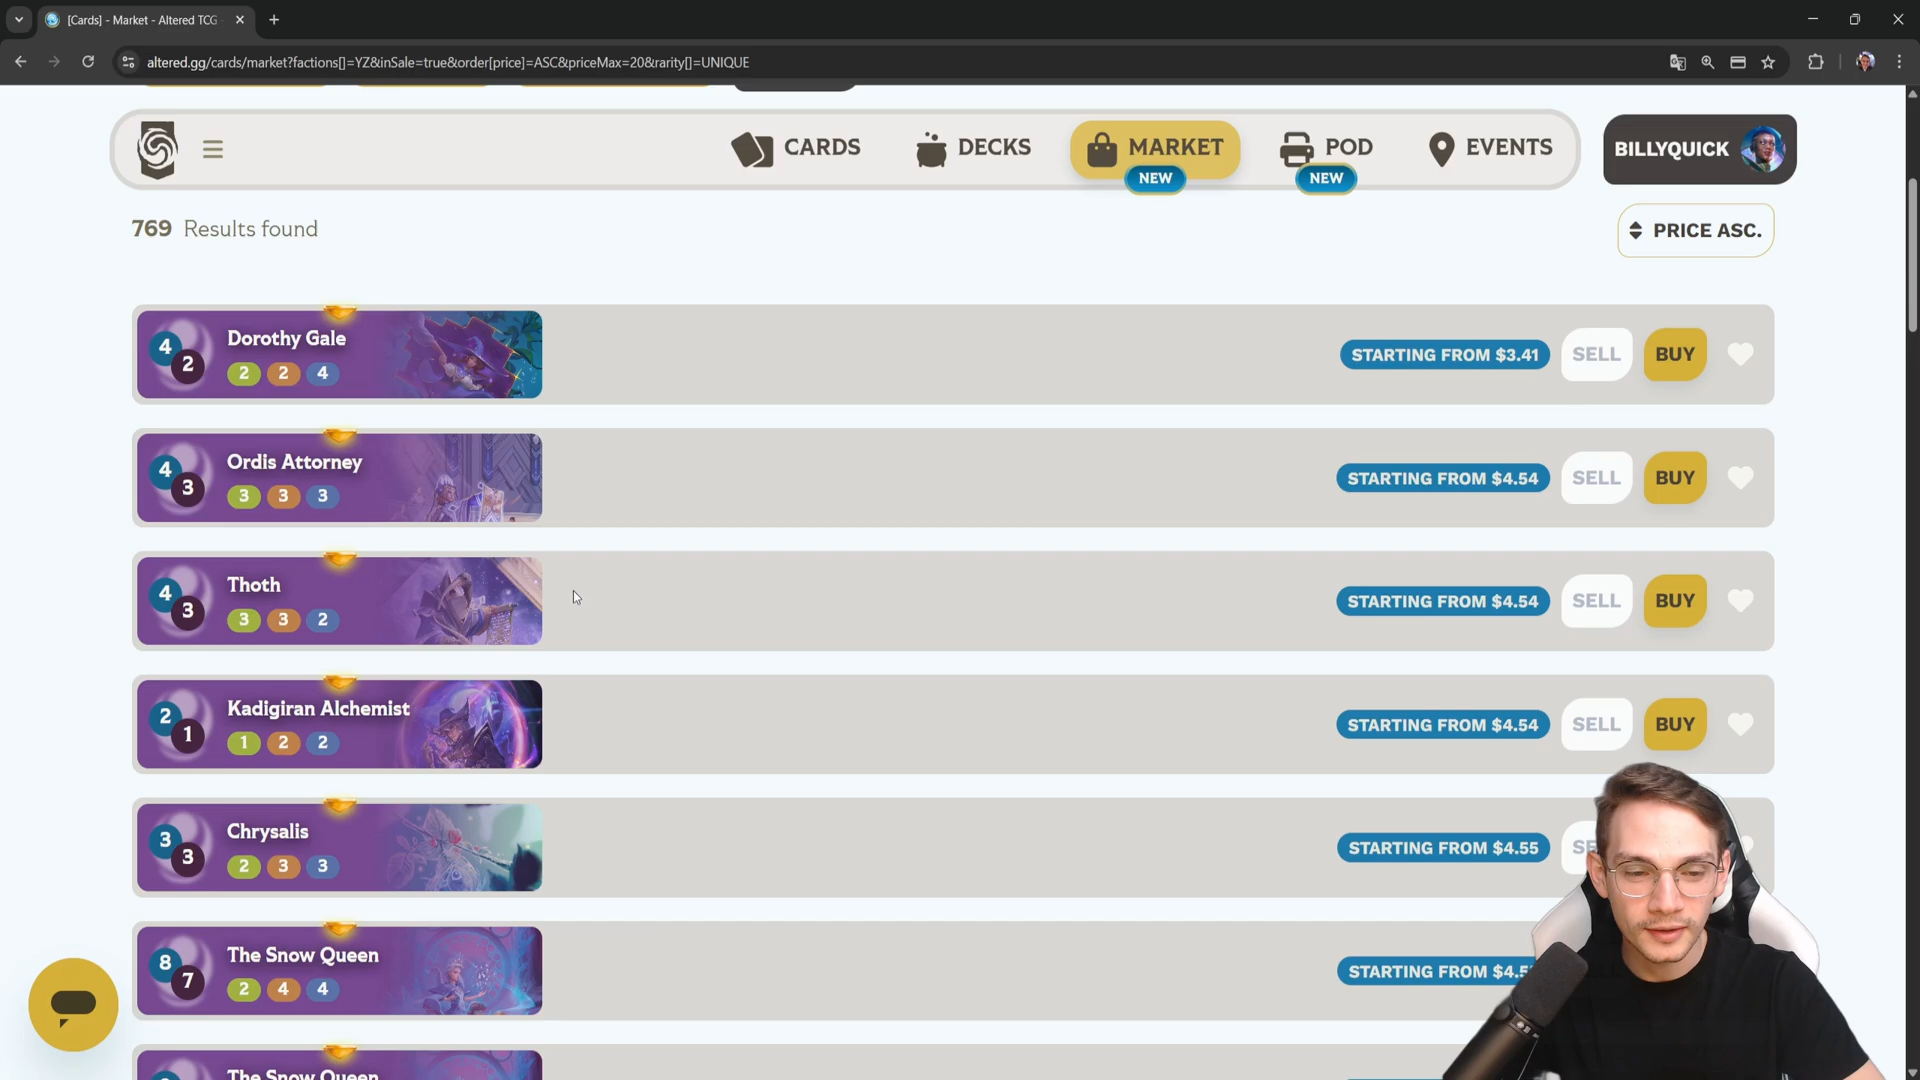 [Cards] - Market - Altered TCG
altered.gg/cards/market?factions[]=YZ&inSale=true&order[price]=ASC&priceMax=20&rarity[]=UNIQUE
CARDS
DECKS
MARKET
NEW
POD
NEW
EVENTS
BILLYQUICK
769 Results found
PRICE ASC.
4 2 Dorothy Gale
2 2 4
STARTING FROM $3.41 SELL BUY
4 3 Ordis Attorney
3 3 3
STARTING FROM $4.54 SELL BUY
4 3 Thoth
3 3 2
STARTING FROM $4.54 SELL BUY
2 1 Kadigiran Alchemist
1 2 2
STARTING FROM $4.54 SELL BUY
3 3 Chrysalis
2 3 3
STARTING FROM $4.55
8 7 The Snow Queen
2 4 4
STARTING FROM
The Snow Queen